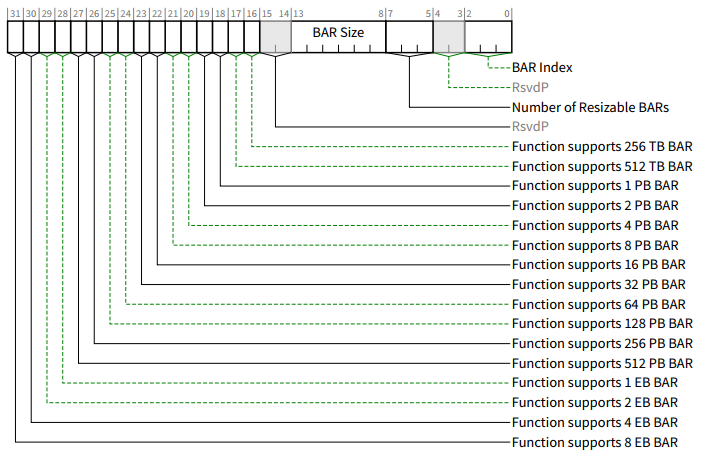 31 30 29 28 27 26 25 24 23 22 21 20 19 18 17 16 15 14 13 8 7 5 4 3 2 0
BAR Size
BAR Index
RsvdP
Number of Resizable BARs
RsvdP
Function supports 256 TB BAR
Function supports 512 TB BAR
Function supports 1 PB BAR
Function supports 2 PB BAR
Function supports 4 PB BAR
Function supports 8 PB BAR
Function supports 16 PB BAR
Function supports 32 PB BAR
Function supports 64 PB BAR
Function supports 128 PB BAR
Function supports 256 PB BAR
Function supports 512 PB BAR
Function supports 1 EB BAR
Function supports 2 EB BAR
Function supports 4 EB BAR
Function supports 8 EB BAR